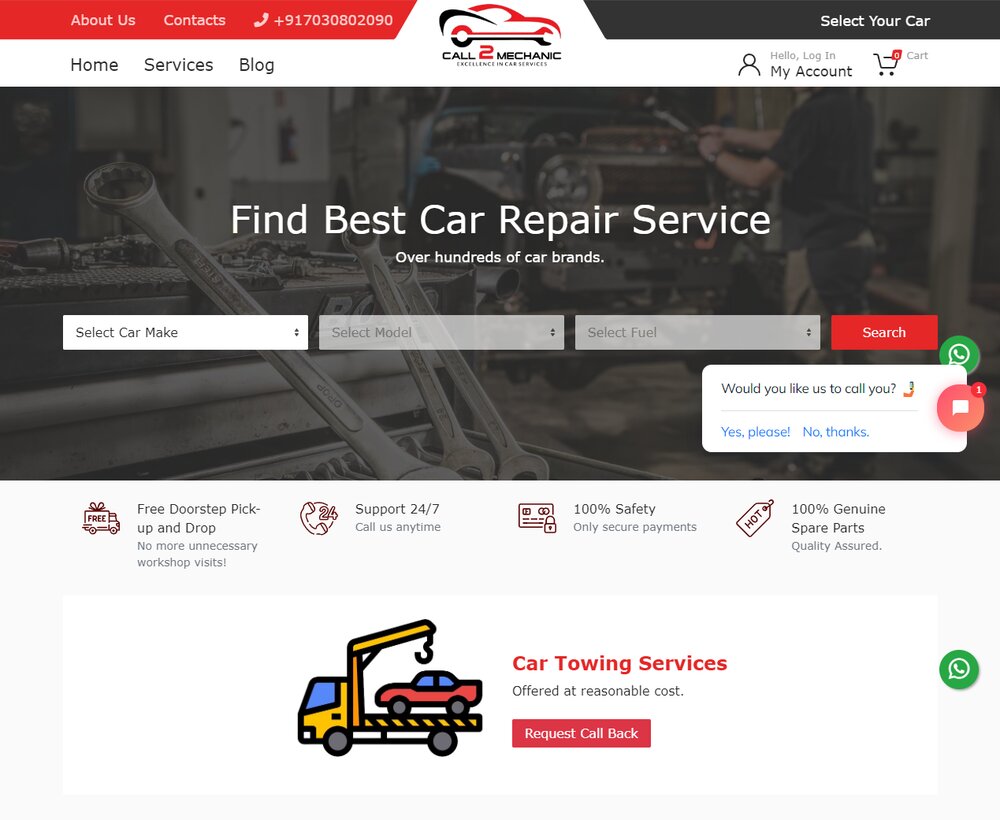 About Us Contacts +917030802090
Select Your Car
CALL 2 MECHANIC
EXCELLENCE IN CAR SERVICES
Home Services Blog
Hello, Log In
My Account
0
Cart
Find Best Car Repair Service
Over hundreds of car brands.
Select Car Make
Select Model
Select Fuel
Search
Would you like us to call you?
1
Yes, please! No, thanks.
FREE
Free Doorstep Pick-
up and Drop
No more unnecessary
workshop visits!
24
Support 24/7
Call us anytime
100% Safety
Only secure payments
HOT
100% Genuine
Spare Parts
Quality Assured.
Car Towing Services
Offered at reasonable cost.
Request Call Back